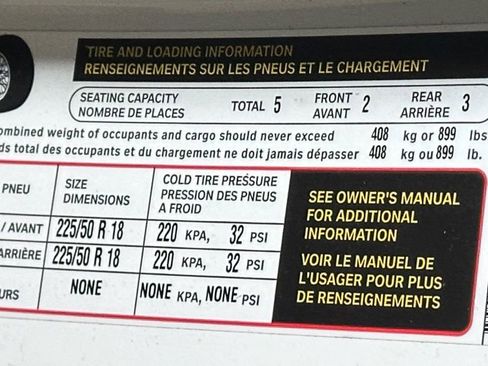 TIRE AND LOADING INFORMATION
RENSEIGNEMENTS SUR LES PNEUS ET LE CHARGEMENT
SEATING CAPACITY
NOMBRE DE PLACES
TOTAL 5
FRONT
AVANT
2
REAR
ARRIÈRE
3
ombined weight of occupants and cargo should never exceed 408 kg or 899 lbs
ds total des occupants et du chargement ne doit jamais dépasser 408 kg ou 899 lb.
PNEU
SIZE
DIMENSIONS
COLD TIRE PRESSURE
PRESSION DES PNEUS
A FROID
/ AVANT 225/50 R 18 220 KPA, 32 PSI
ARRIÈRE 225/50 R 18 220 KPA, 32 PSI
URS NONE NONE KPA, NONE PSI
SEE OWNER'S MANUAL
FOR ADDITIONAL
INFORMATION
VOIR LE MANUEL DE
L'USAGER POUR PLUS
DE RENSEIGNEMENTS